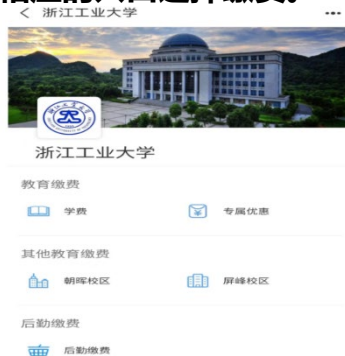 < 浙江工业大学 ...
浙江工业大学
教育缴费
学费 专属优惠
其他教育缴费
朝晖校区 屏峰校区
后勤缴费
后勤缴费